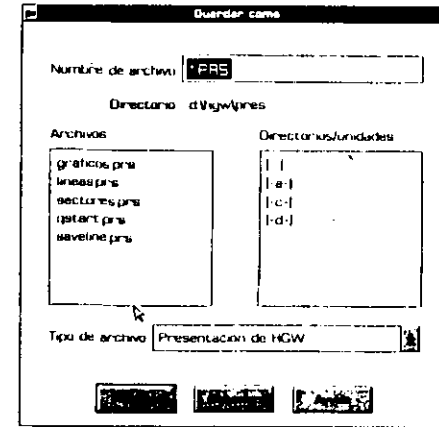 Guardar como
Nombre de archivo *.PRS
Directorio d:\hgw\pres
Archivos
Directorios/unidades
graficos.prs
lineas.prs
sectores.prs
qstart.prs
saveline.prs
[..]
[-a-]
[-c-]
[-d-]
Tipo de archivo Presentación de HGW